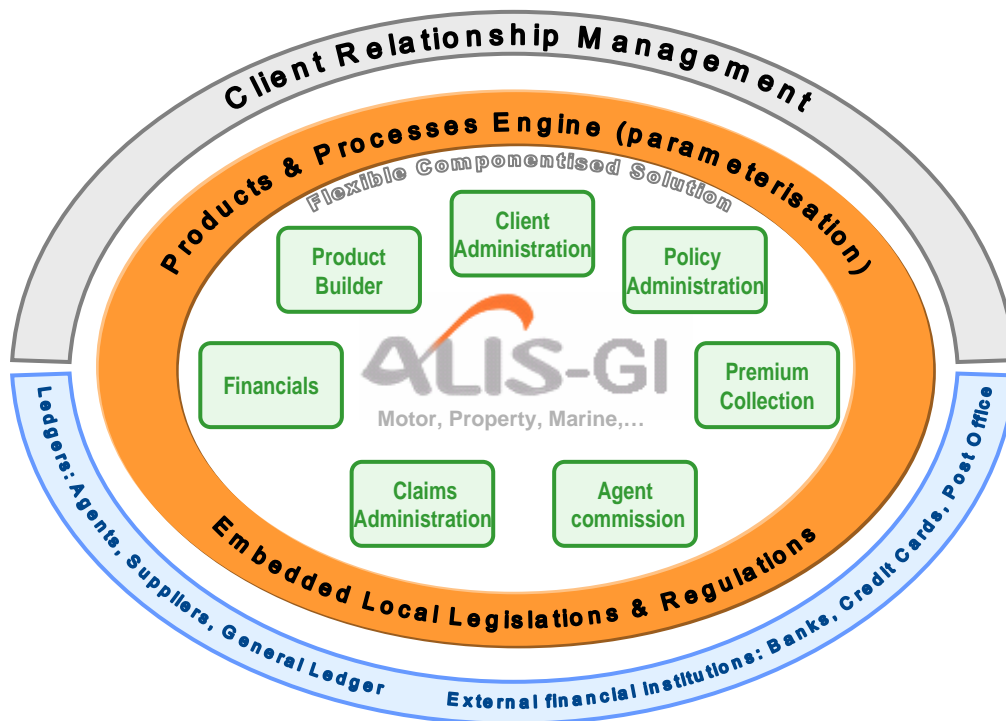 Client Relationship Management
Products & Processes Engine (parameterisation)
Flexible Componentised Solution
Client
Administration
Product
Builder
Policy
Administration
ALIS-GI
Motor, Property, Marine,...
Financials
Premium
Collection
Claims
Administration
Agent
commission
Embedded Local Legislations & Regulations
Ledgers: Agents, Suppliers, General Ledger
External financial institutions: Banks, Credit Cards, Post Office